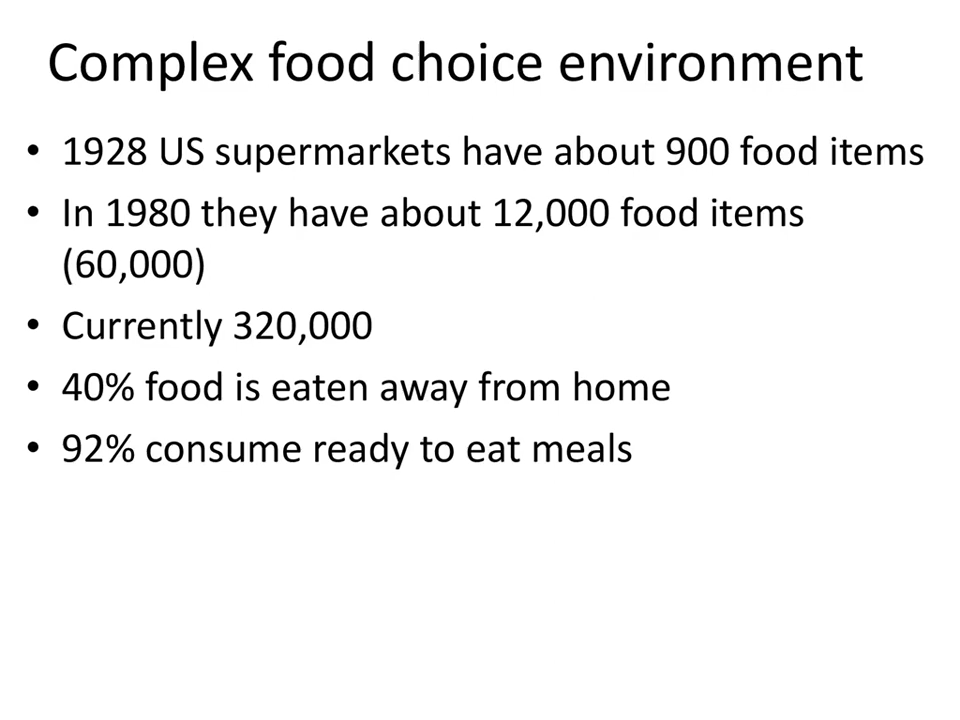 Complex food choice environment
• 1928 US supermarkets have about 900 food items
• In 1980 they have about 12,000 food items
(60,000)
• Currently 320,000
• 40% food is eaten away from home
• 92% consume ready to eat meals